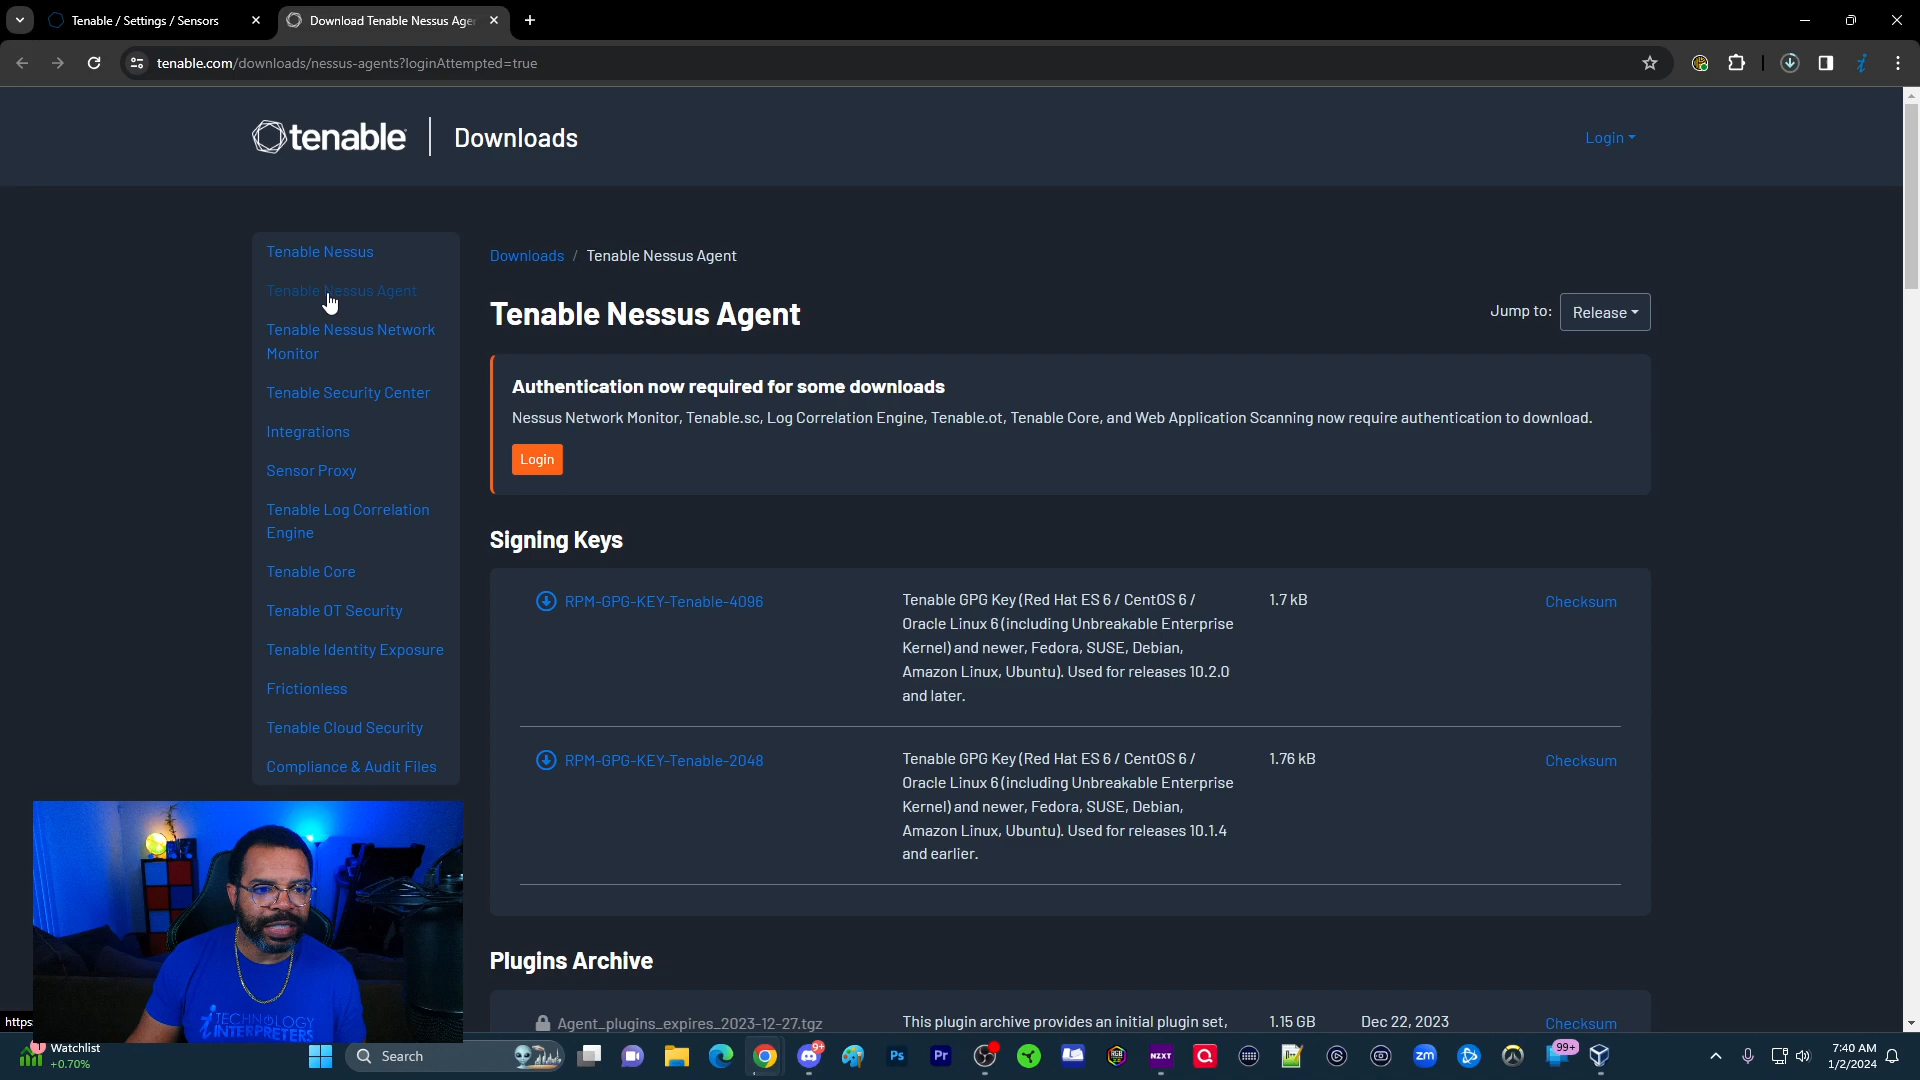 Tenable / Settings / Sensors
Download Tenable Nessus Age
tenable.com/downloads/nessus-agents?loginAttempted=true
tenable
Downloads
Login
Tenable Nessus
Tenable Nessus Agent
Tenable Nessus Network
Monitor
Tenable Security Center
Integrations
Sensor Proxy
Tenable Log Correlation
Engine
Tenable Core
Tenable OT Security
Tenable Identity Exposure
Frictionless
Tenable Cloud Security
Compliance & Audit Files
Downloads / Tenable Nessus Agent
Tenable Nessus Agent
Jump to:
Release
Authentication now required for some downloads
Nessus Network Monitor, Tenable.sc, Log Correlation Engine, Tenable.ot, Tenable Core, and Web Application Scanning now require authentication to download.
Login
Signing Keys
RPM-GPG-KEY-Tenable-4096
Tenable GPG Key (Red Hat ES 6 / CentOS 6 /
Oracle Linux 6 (including Unbreakable Enterprise
Kernel) and newer, Fedora, SUSE, Debian,
Amazon Linux, Ubuntu). Used for releases 10.2.0
and later.
1.7 kB
Checksum
RPM-GPG-KEY-Tenable-2048
Tenable GPG Key (Red Hat ES 6 / CentOS 6 /
Oracle Linux 6 (including Unbreakable Enterprise
Kernel) and newer, Fedora, SUSE, Debian,
Amazon Linux, Ubuntu). Used for releases 10.1.4
and earlier.
1.76 kB
Checksum
Plugins Archive
Agent_plugins_expires_2023-12-27.tgz
This plugin archive provides an initial plugin set,
1.15 GB
Dec 22, 2023
Checksum
https:
TECHNOLOGY
INTERPRETERS
1
Watchlist
+0.70%
Search
9+
Ps
Pr
NZXT
zm
99+
7:40 AM
1/2/2024